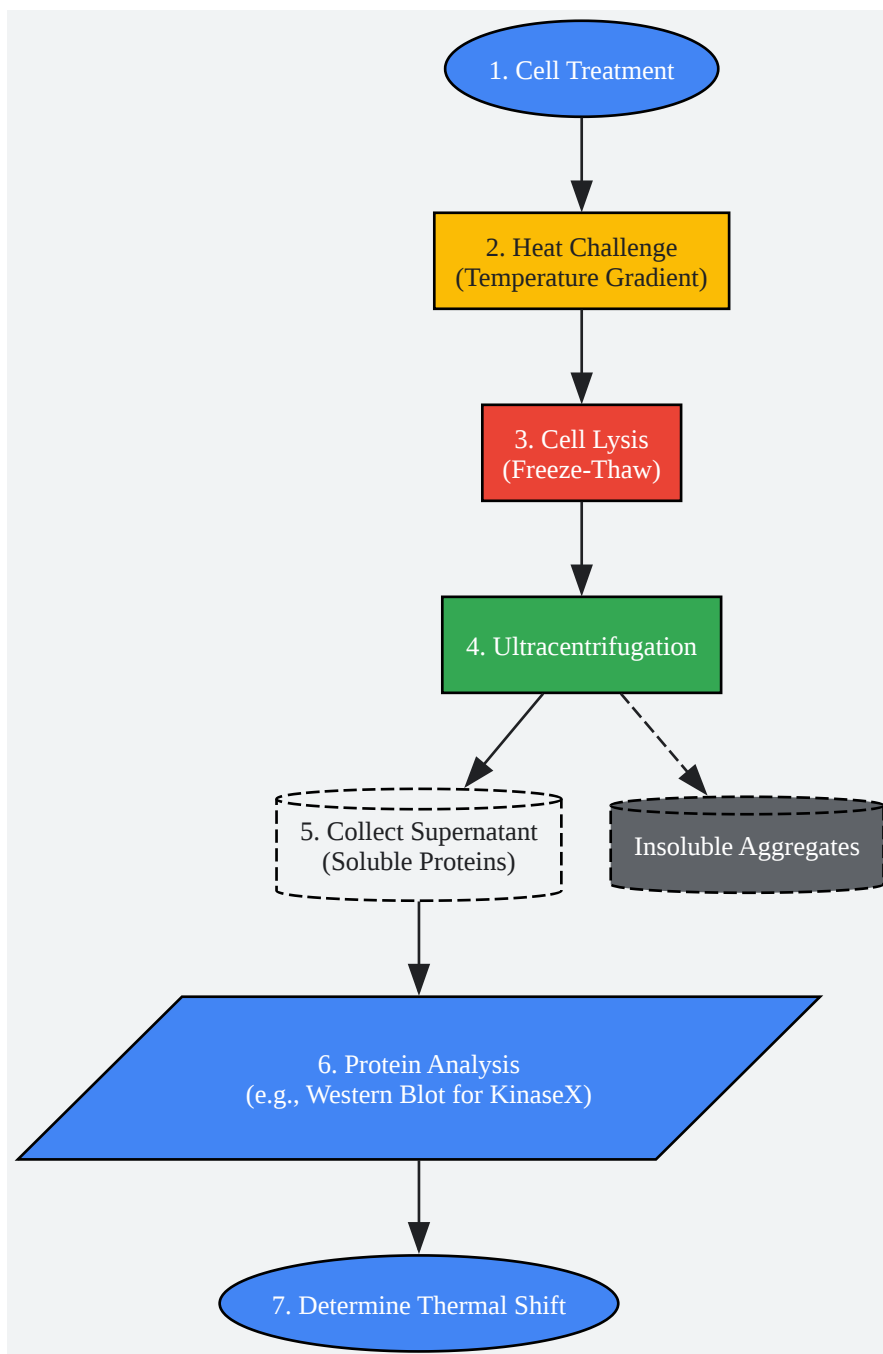 1. Cell Treatment
2. Heat Challenge
(Temperature Gradient)
3. Cell Lysis
(Freeze-Thaw)
4. Ultracentrifugation
5. Collect Supernatant
(Soluble Proteins)
Insoluble Aggregates
6. Protein Analysis
(e.g., Western Blot for KinaseX)
7. Determine Thermal Shift